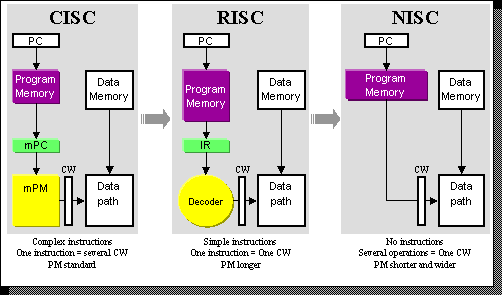 CISC
PC
Program
Memory
Data
Memory
mPC
mPM
CW
Data
path
Complex instructions
One instruction = several CW
PM standard
RISC
PC
Program
Memory
Data
Memory
IR
Decoder
CW
Data
path
Simple instructions
One instruction = One CW
PM longer
NISC
PC
Program
Memory
Data
Memory
CW
Data
path
No instructions
Several operations = One CW
PM shorter and wider